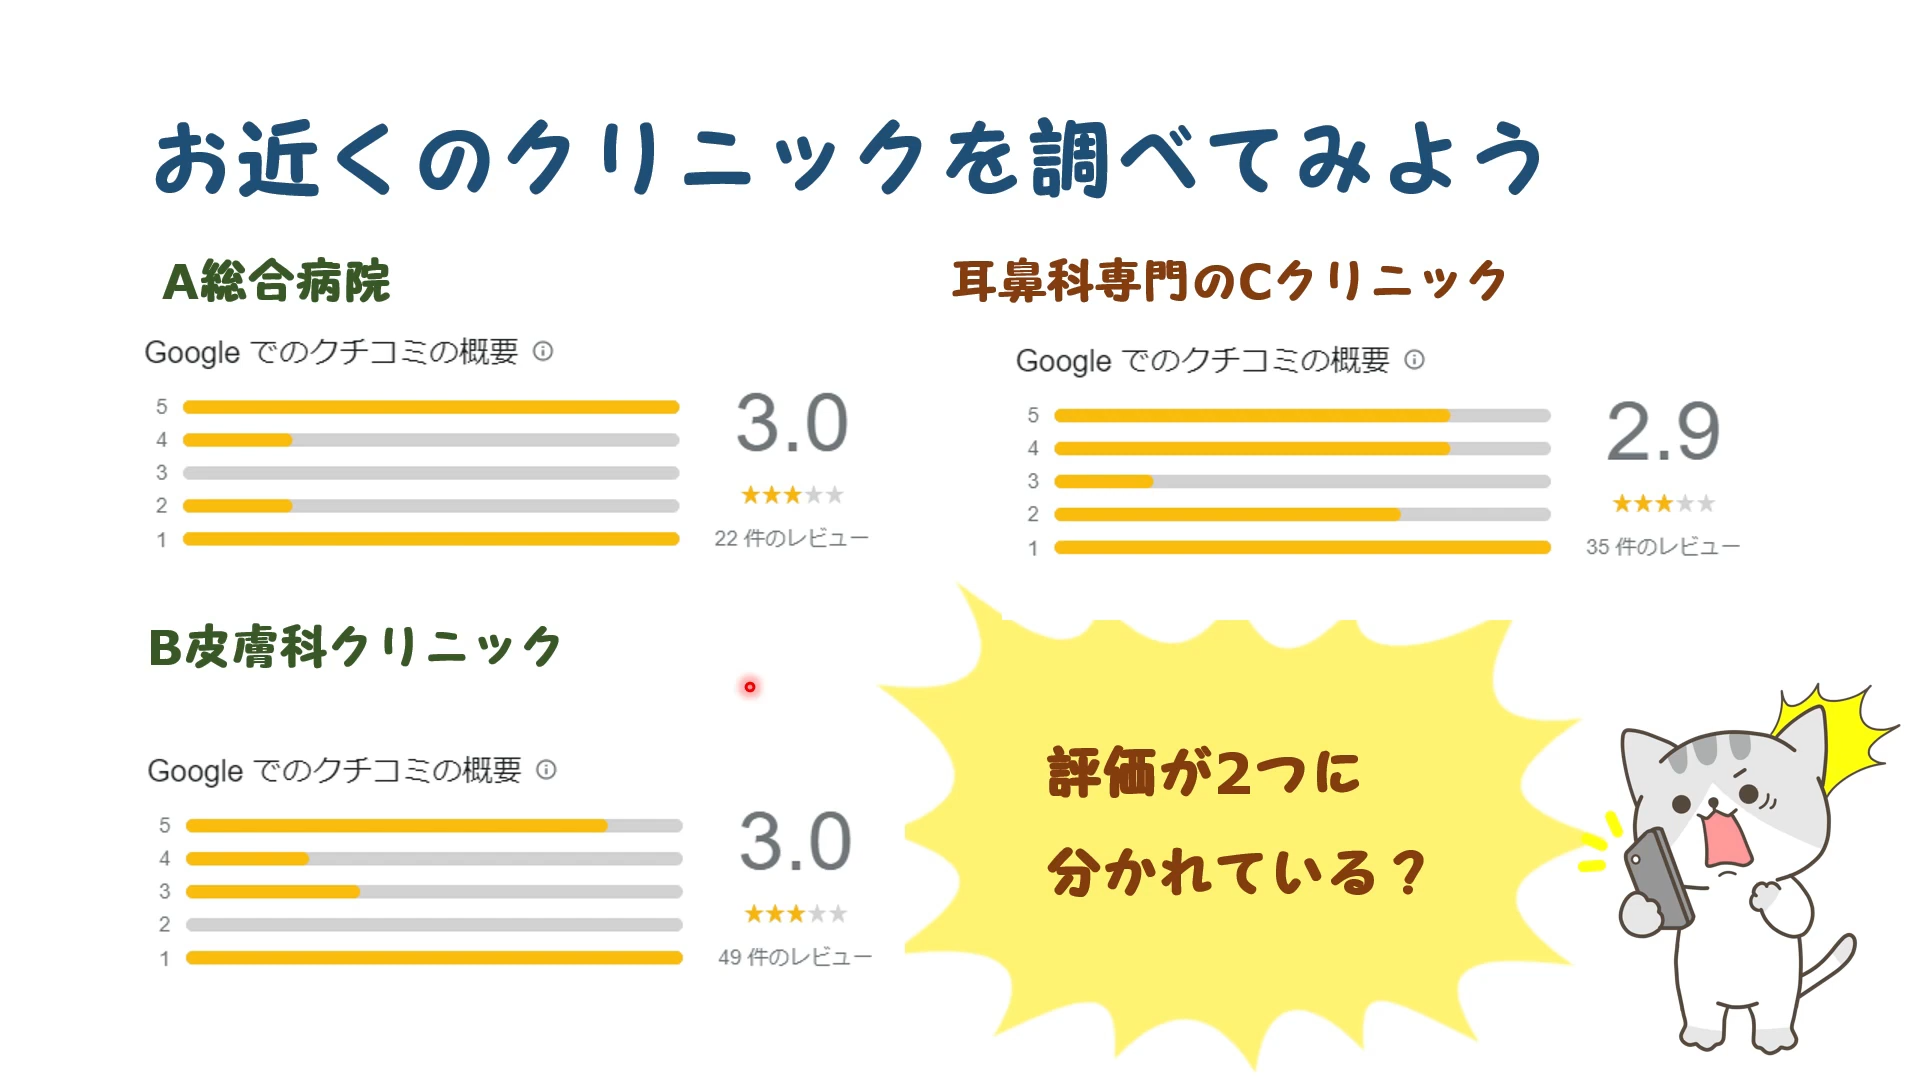 お近くのクリニックを調べてみよう
A総合病院
Google でのクチコミの概要
5
4
3
2
1
3.0
22 件のレビュー
耳鼻科専門のCクリニック
Google でのクチコミの概要
5
4
3
2
1
2.9
35 件のレビュー
B皮膚科クリニック
Google でのクチコミの概要
5
4
3
2
1
3.0
49 件のレビュー
評価が2つに
分かれている？